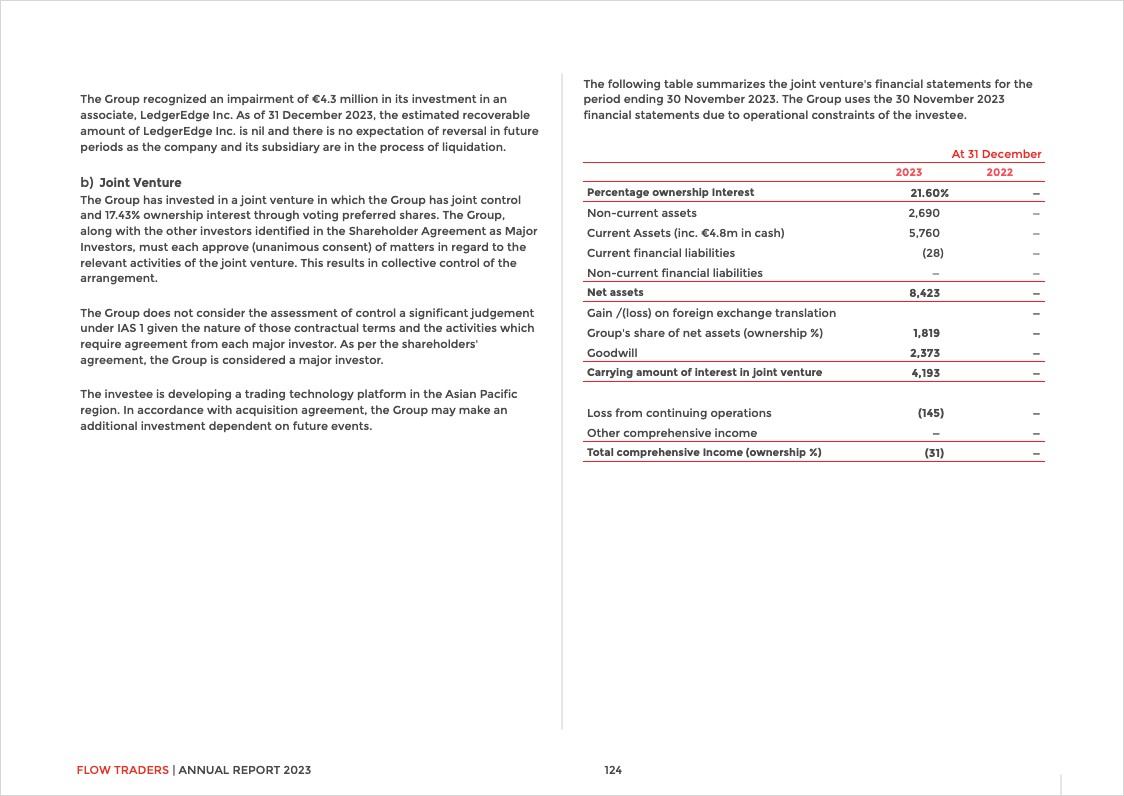 The Group recognized an impairment of €4.3 million in its investment in an
associate, LedgerEdge Inc. As of 31 December 2023, the estimated recoverable
amount of LedgerEdge Inc. is nil and there is no expectation of reversal in future
periods as the company and its subsidiary are in the process of liquidation.
b) Joint Venture
The Group has invested in a joint venture in which the Group has joint control
and 17.43% ownership interest through voting preferred shares. The Group,
along with the other investors identified in the Shareholder Agreement as Major
Investors, must each approve (unanimous consent) of matters in regard to the
relevant activities of the joint venture. This results in collective control of the
arrangement.
The Group does not consider the assessment of control a significant judgement
under IAS 1 given the nature of those contractual terms and the activities which
require agreement from each major investor. As per the shareholders'
agreement, the Group is considered a major investor.
The investee is developing a trading technology platform in the Asian Pacific
region. In accordance with acquisition agreement, the Group may make an
additional investment dependent on future events.
The following table summarizes the joint venture's financial statements for the
period ending 30 November 2023. The Group uses the 30 November 2023
financial statements due to operational constraints of the investee.
At 31 December
2023 2022
Percentage ownership Interest 21.60% —
Non-current assets 2,690 —
Current Assets (inc. €4.8m in cash) 5,760 —
Current financial liabilities (28) —
Non-current financial liabilities — —
Net assets 8,423 —
Gain /(loss) on foreign exchange translation —
Group's share of net assets (ownership %) 1,819 —
Goodwill 2,373 —
Carrying amount of interest in joint venture 4,193 —
Loss from continuing operations (145) —
Other comprehensive income — —
Total comprehensive Income (ownership %) (31) —
FLOW TRADERS | ANNUAL REPORT 2023 124